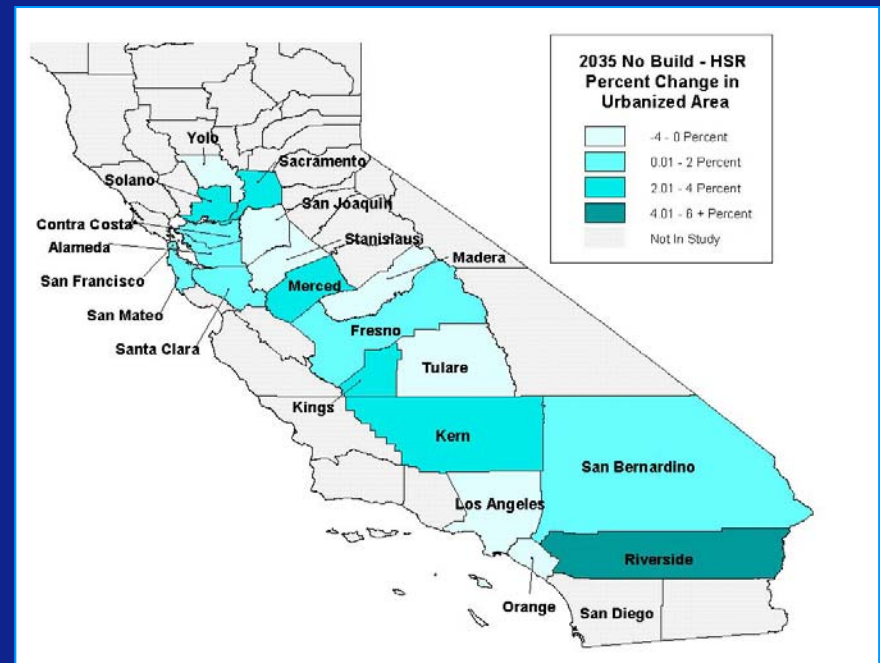 2035 No Build - HSR
Percent Change in
Urbanized Area
-4 - 0 Percent
0.01 - 2 Percent
2.01 - 4 Percent
4.01 - 6 + Percent
Not In Study
Yolo
Sacramento
Solano
San Joaquin
Contra Costa
Stanislaus
Alameda
Madera
San Francisco
Merced
San Mateo
Fresno
Santa Clara
Tulare
Kings
Kern
San Bernardino
Los Angeles
Riverside
Orange
San Diego